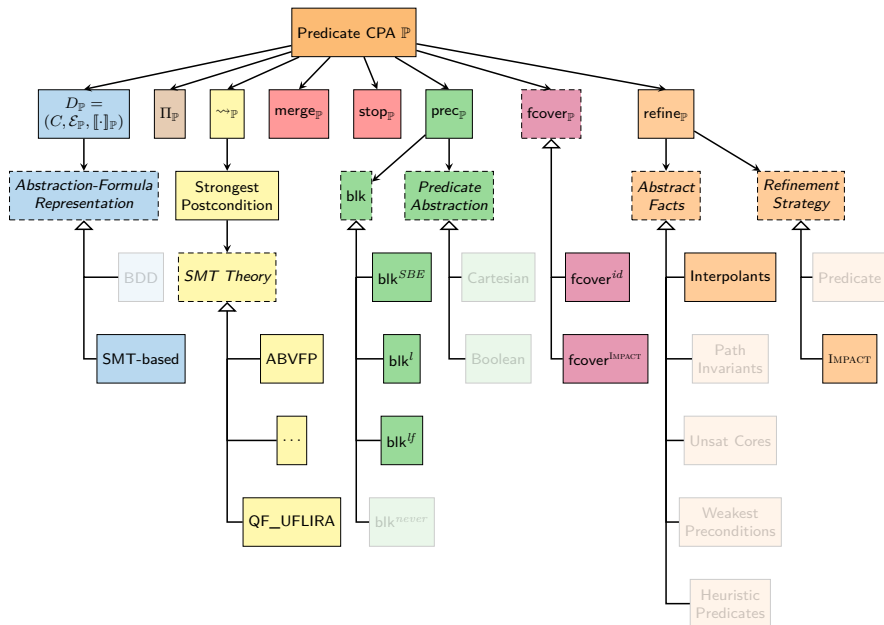 Predicate CPA ℙ
D_ℙ =
(C, ℰ_ℙ, ⟦·⟧_ℙ)
Π_ℙ
⇝_ℙ
merge_ℙ
stop_ℙ
prec_ℙ
fcover_ℙ
refine_ℙ
Abstraction-Formula
Representation
Strongest
Postcondition
blk
Predicate
Abstraction
Abstract
Facts
Refinement
Strategy
BDD
SMT Theory
blk^SBE
Cartesian
fcover^id
Interpolants
Predicate
SMT-based
ABVFP
blk^l
Boolean
fcover^IMPACT
Path
Invariants
IMPACT
...
blk^lf
Unsat Cores
QF_UFLIRA
blk^never
Weakest
Preconditions
Heuristic
Predicates